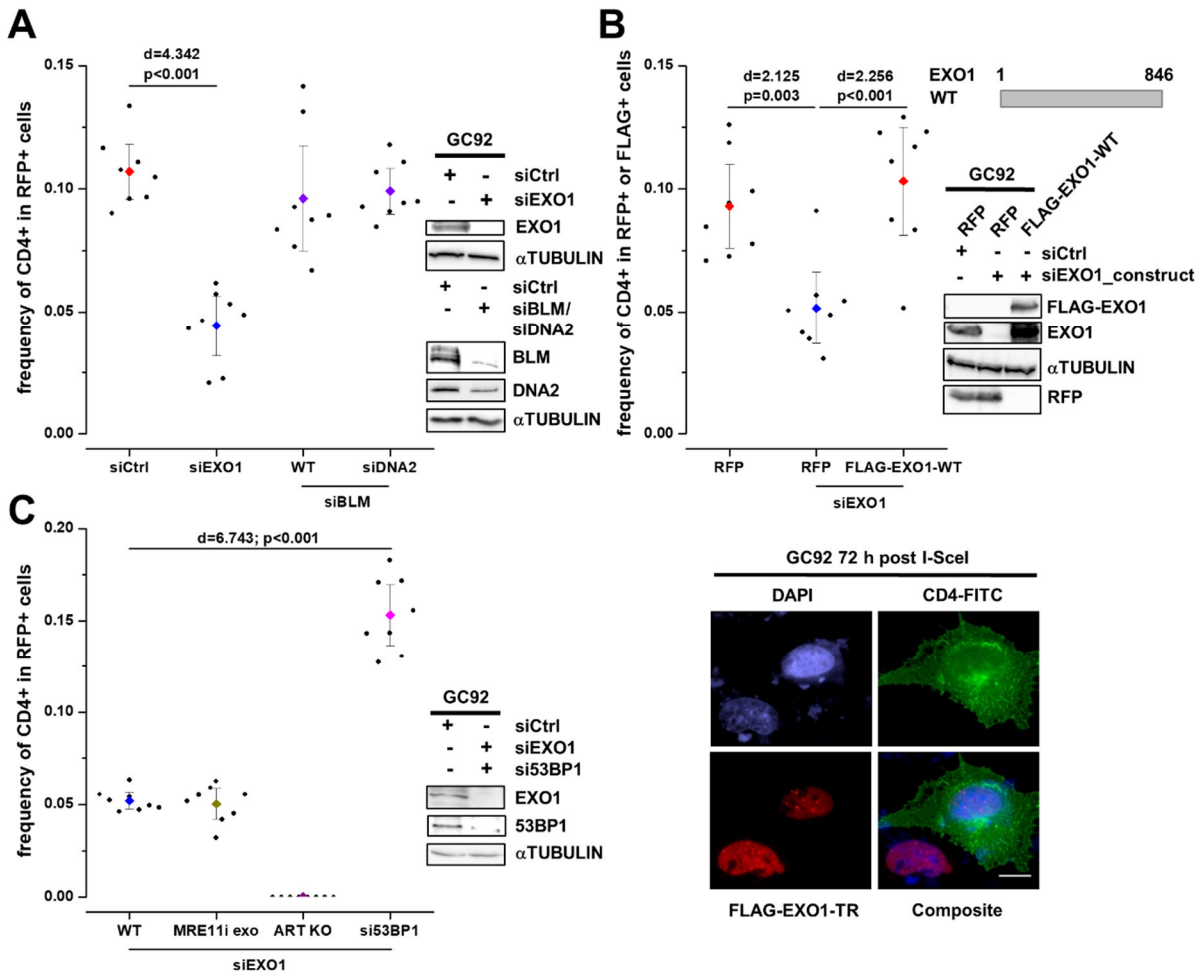 A
frequency of CD4+ in RFP+ cells
0.15
0.10
0.05
0.00
d=4.342
p<0.001
siCtrl
siEXO1
WT
siDNA2
siBLM
GC92
+ - siCtrl
- + siEXO1
EXO1
αTUBULIN
+ - siCtrl
- + siBLM/
siDNA2
BLM
DNA2
αTUBULIN
B
frequency of CD4+ in RFP+ or FLAG+ cells
0.15
0.10
0.05
0.00
d=2.125
p=0.003
d=2.256
p<0.001
RFP
RFP
FLAG-EXO1-WT
siEXO1
EXO1 1 846
WT
GC92
RFP
RFP
FLAG-EXO1-WT
+ - - siCtrl
- + + siEXO1_construct
FLAG-EXO1
EXO1
αTUBULIN
RFP
C
frequency of CD4+ in RFP+ cells
0.20
0.15
0.10
0.05
0.00
d=6.743; p<0.001
WT
MRE11i exo
ART KO
si53BP1
siEXO1
GC92
+ - siCtrl
- + siEXO1
- + si53BP1
EXO1
53BP1
αTUBULIN
GC92 72 h post I-SceI
DAPI
CD4-FITC
FLAG-EXO1-TR
Composite